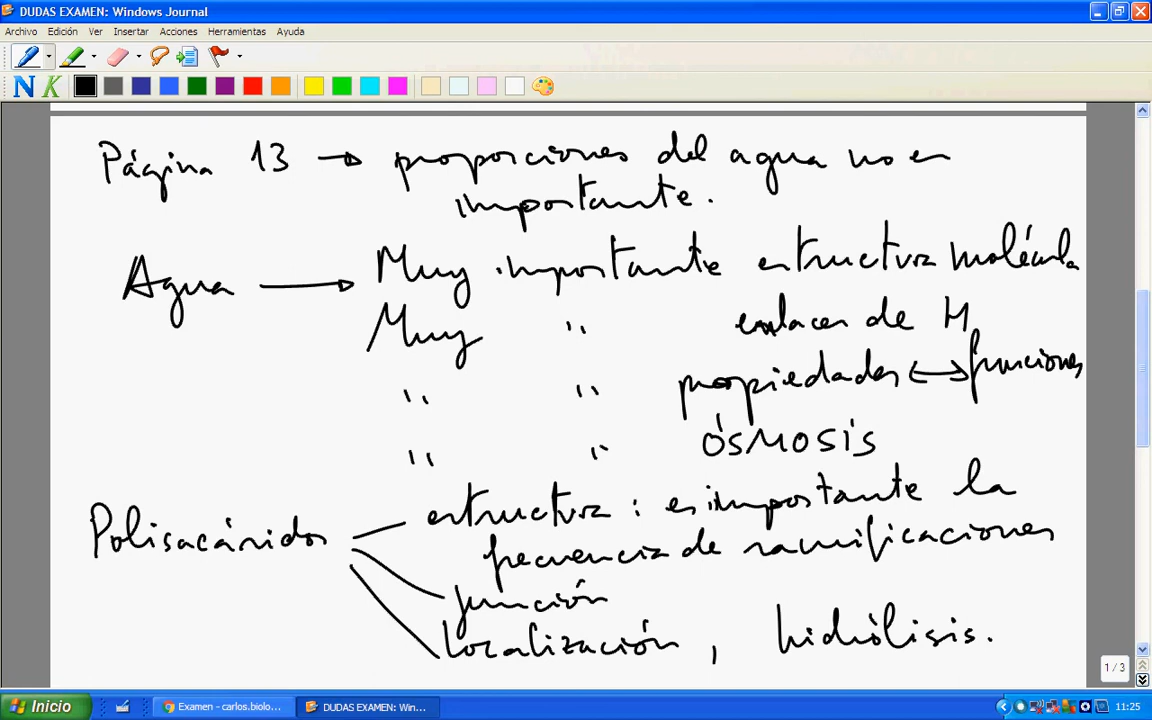 DUDAS EXAMEN: Windows Journal
Archivo Edición Ver Insertar Acciones Herramientas Ayuda
Página 13 → proporciones del agua no es
importante.
Agua → Muy importante estructura molécula
Muy " enlaces de H
" " propiedades ↔ funciones
" " ÓSMOSIS
Polisacáridos estructura: es importante la
frecuencia de ramificaciones
función
localización, hidrólisis.
1 / 3
Inicio Examen - carlos.biolo... DUDAS EXAMEN: Win... 11:25